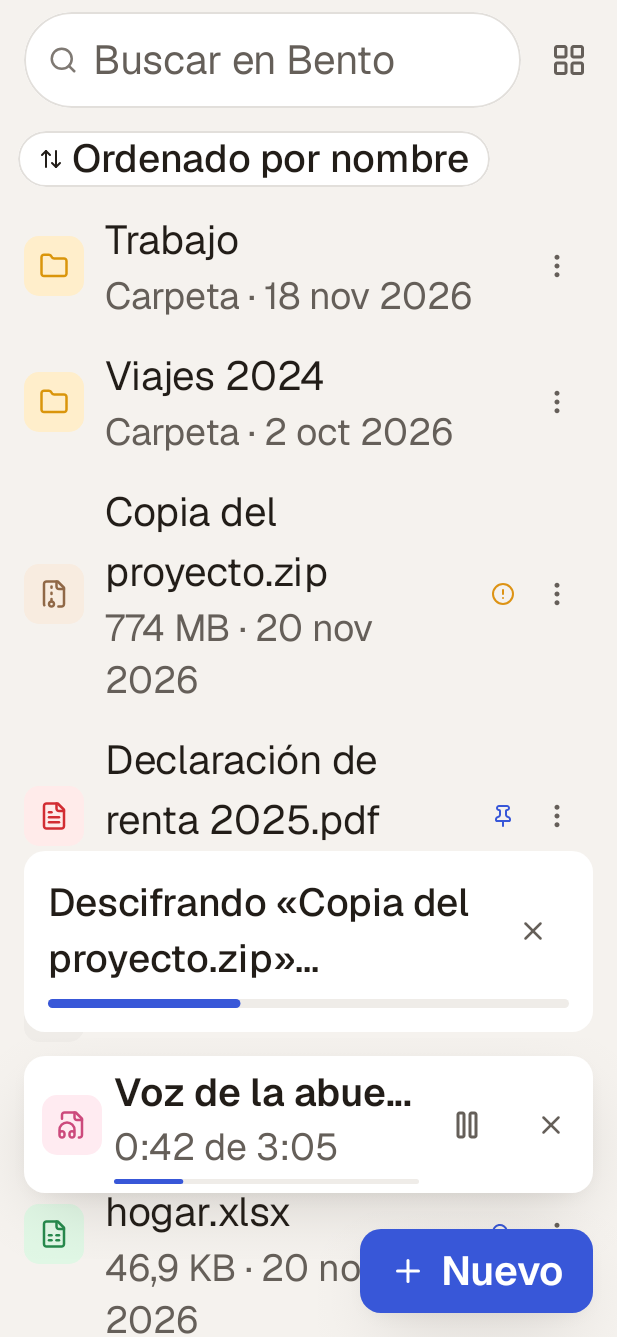 Buscar en Bento
Ordenado por nombre
Trabajo
Carpeta · 18 nov 2026
Viajes 2024
Carpeta · 2 oct 2026
Copia del
proyecto.zip
774 MB · 20 nov
2026
Declaración de
renta 2025.pdf
Descifrando «Copia del
proyecto.zip»…
Voz de la abue…
0:42 de 3:05
hogar.xlsx
46,9 KB · 20 no
2026
Nuevo